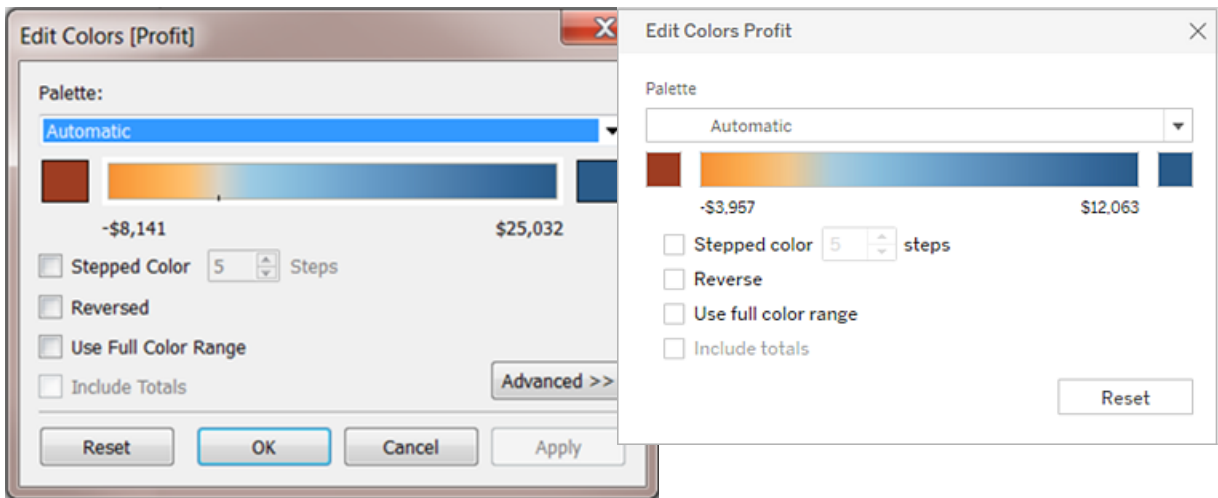 Edit Colors [Profit]
Palette:
Automatic
-$8,141 $25,032
Stepped Color 5 Steps
Reversed
Use Full Color Range
Include Totals
Advanced >>
Reset OK Cancel Apply
Edit Colors Profit
Palette
Automatic
-$3,957 $12,063
Stepped color 5 steps
Reverse
Use full color range
Include totals
Reset